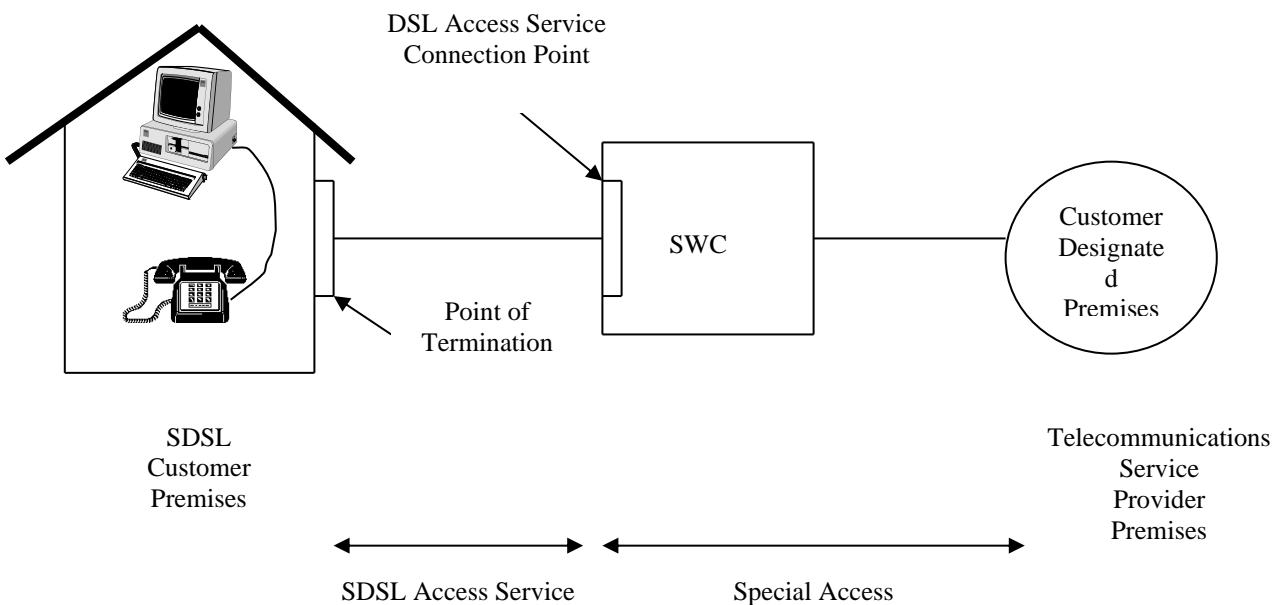 DSL Access Service
Connection Point
SWC
Customer
Designate
d
Premises
Point of
Termination
SDSL
Customer
Premises
Telecommunications
Service
Provider
Premises
SDSL Access Service
Special Access